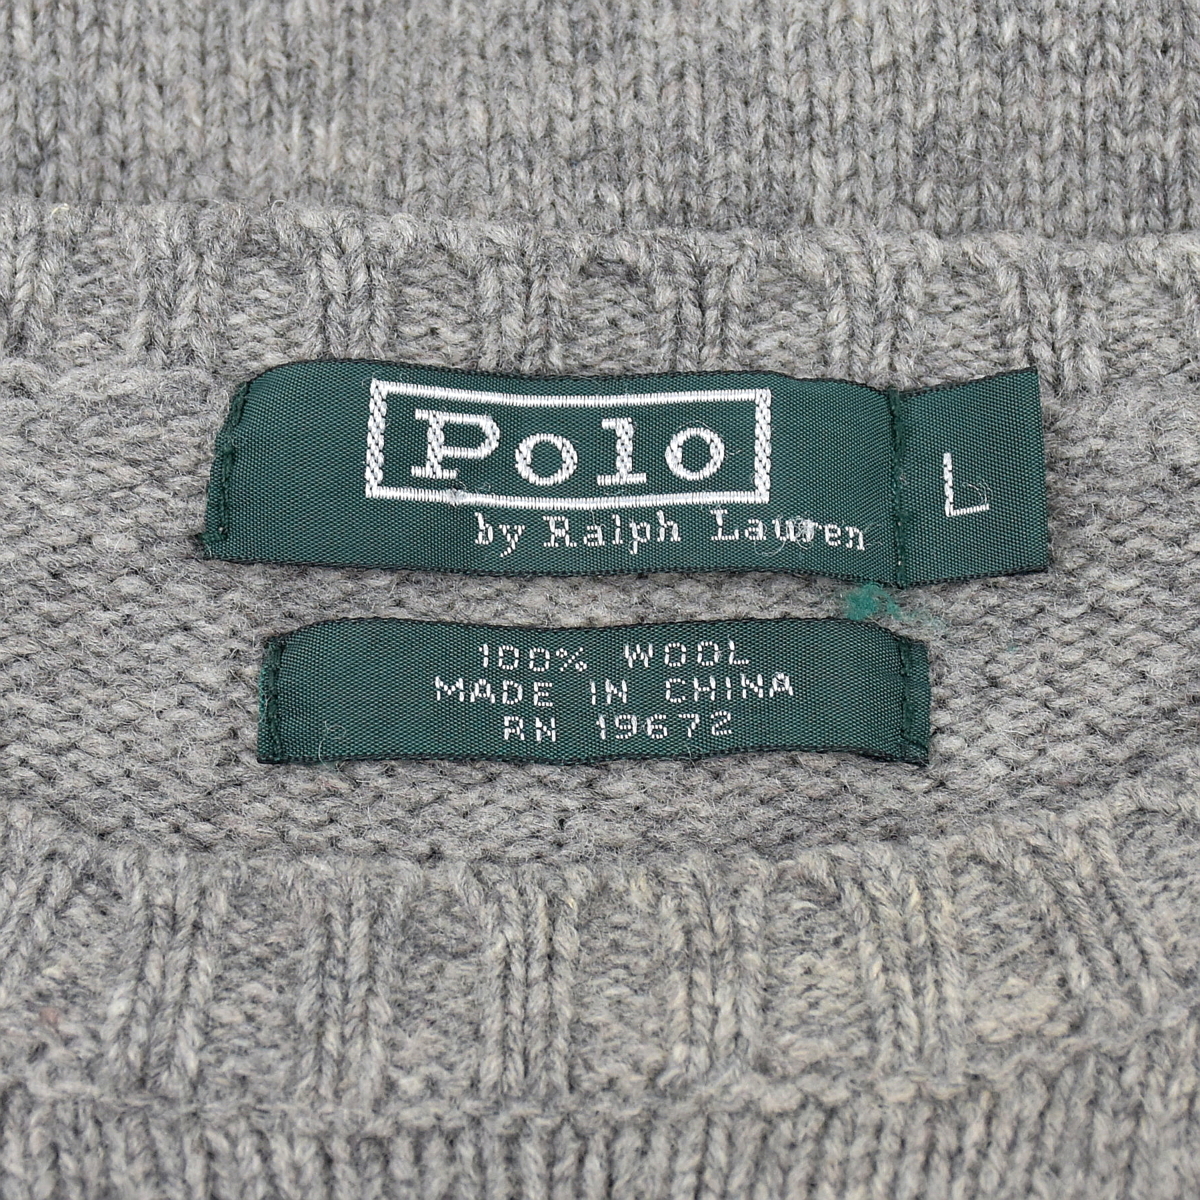 Polo
by Ralph Lauren
L
100% WOOL
MADE IN CHINA
RN 19672